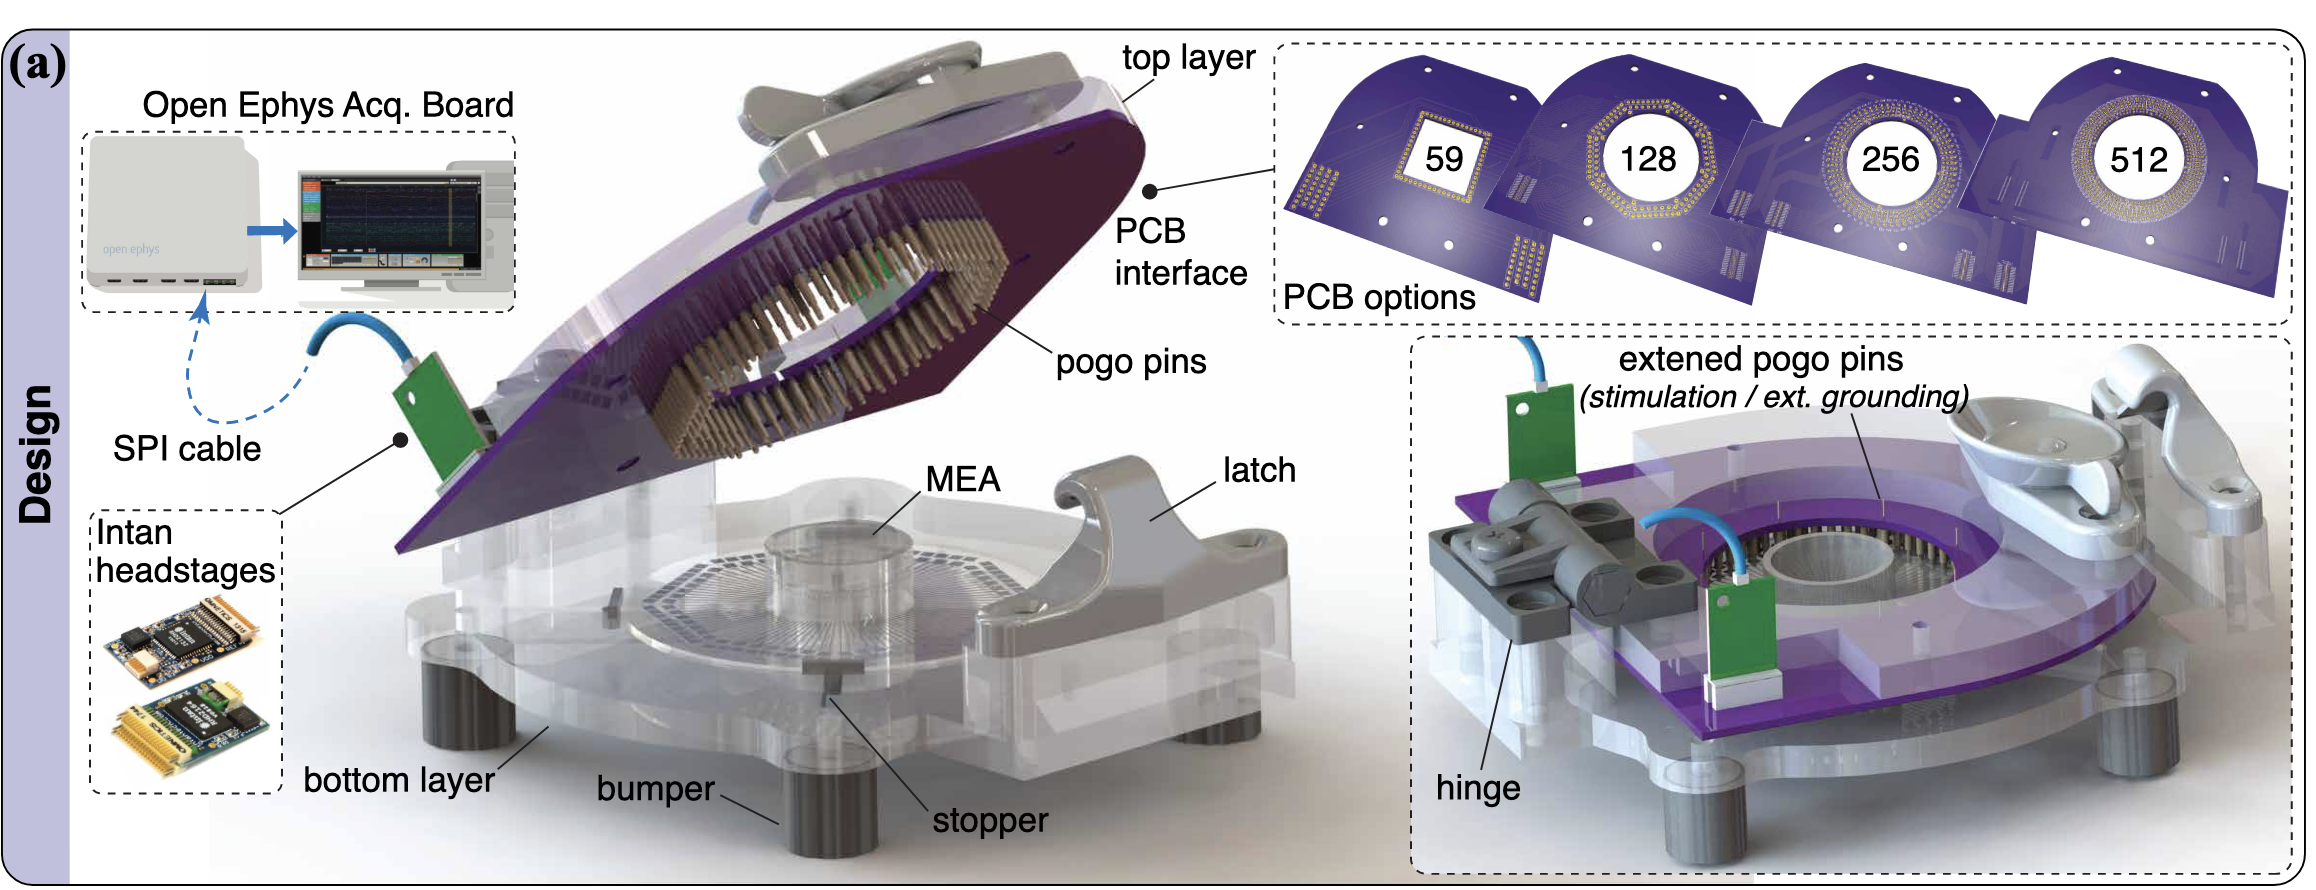 (a)
Design
Open Ephys Acq. Board
open ephys
SPI cable
Intan
headstages
top layer
PCB
interface
pogo pins
MEA
latch
bottom layer
bumper
stopper
59
128
256
512
PCB options
extened pogo pins
(stimulation / ext. grounding)
hinge